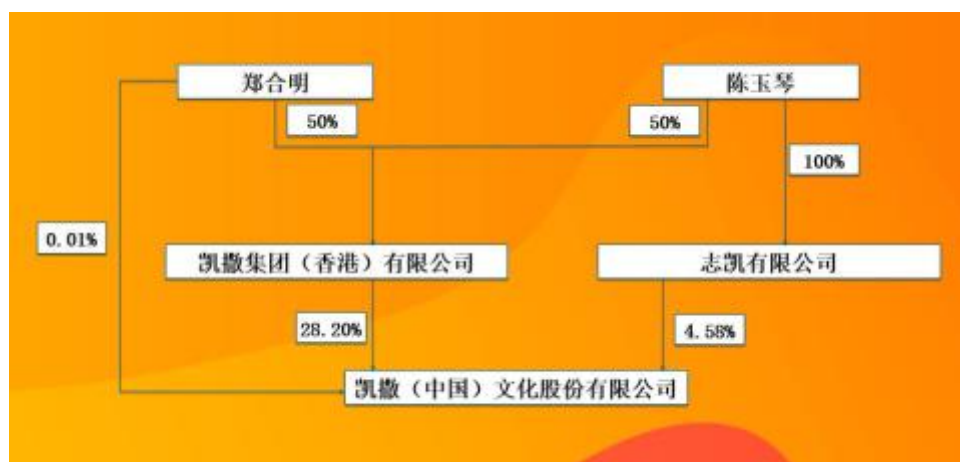 郑合明
陈玉琴
50%
50%
100%
0.01%
凯撒集团（香港）有限公司
志凯有限公司
28.20%
4.58%
凯撒（中国）文化股份有限公司